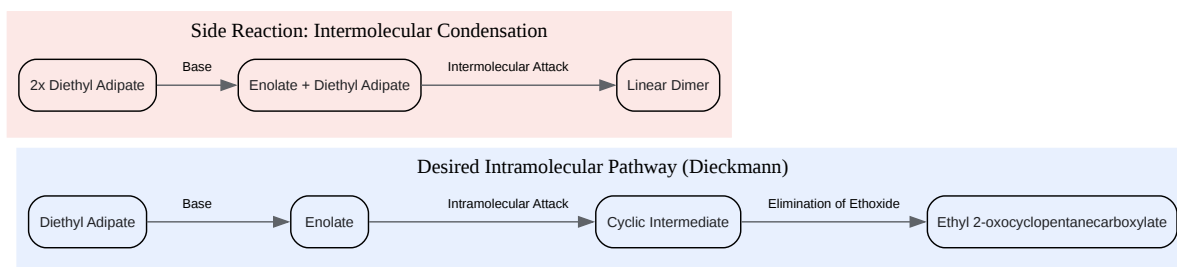 Side Reaction: Intermolecular Condensation
2x Diethyl Adipate
Base
Enolate + Diethyl Adipate
Intermolecular Attack
Linear Dimer
Desired Intramolecular Pathway (Dieckmann)
Diethyl Adipate
Base
Enolate
Intramolecular Attack
Cyclic Intermediate
Elimination of Ethoxide
Ethyl 2-oxocyclopentanecarboxylate